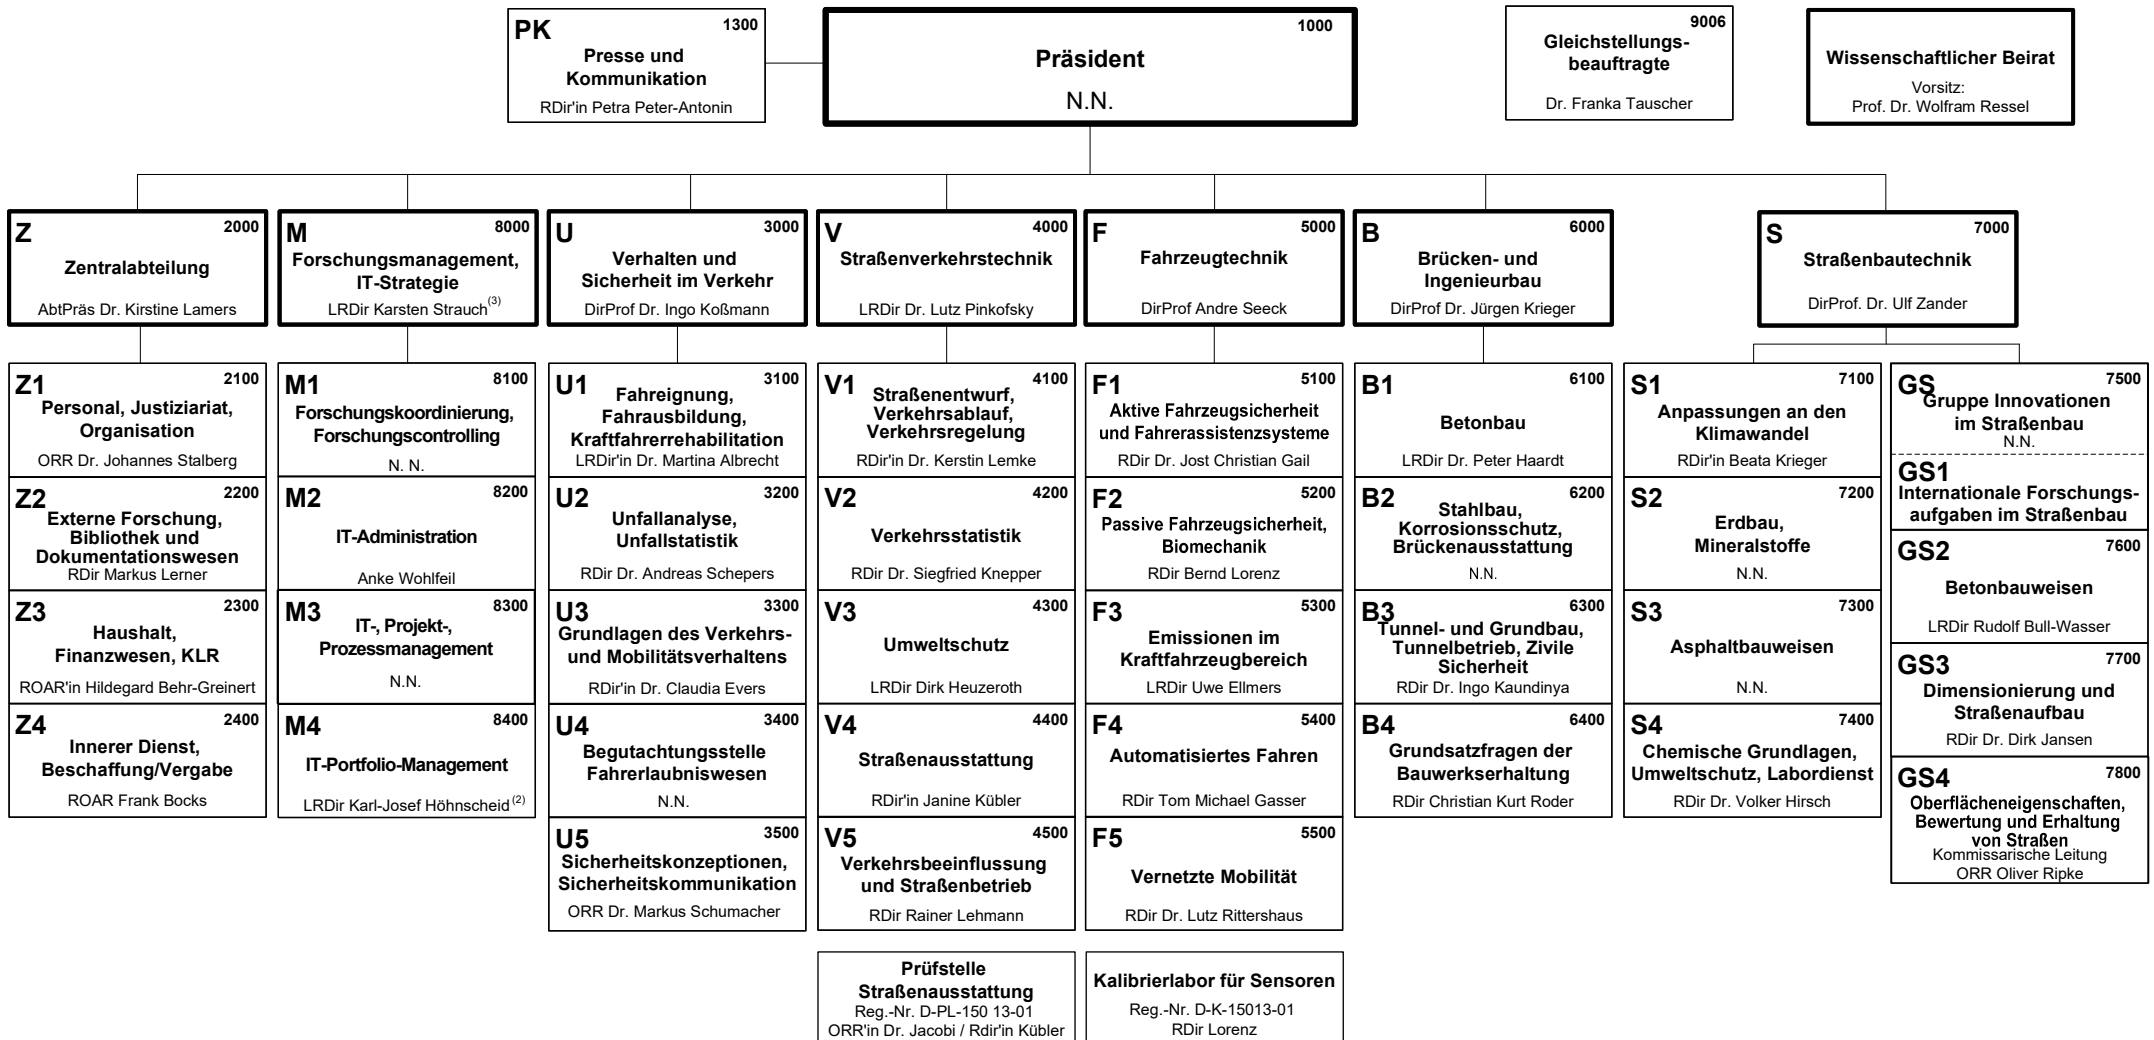 PK 1300
Presse und
Kommunikation
RDir'in Petra Peter-Antonin
1000
Präsident
N.N.
9006
Gleichstellungs-
beauftragte
Dr. Franka Tauscher
Wissenschaftlicher Beirat
Vorsitz:
Prof. Dr. Wolfram Ressel
Z 2000
Zentralabteilung
AbtPräs Dr. Kirstine Lamers
M 8000
Forschungsmanagement,
IT-Strategie
LRDir Karsten Strauch(3)
U 3000
Verhalten und
Sicherheit im Verkehr
DirProf Dr. Ingo Koßmann
V 4000
Straßenverkehrstechnik
LRDir Dr. Lutz Pinkofsky
F 5000
Fahrzeugtechnik
DirProf Andre Seeck
B 6000
Brücken- und
Ingenieurbau
DirProf Dr. Jürgen Krieger
S 7000
Straßenbautechnik
DirProf. Dr. Ulf Zander
Z1 2100
Personal, Justiziariat,
Organisation
ORR Dr. Johannes Stalberg
Z2 2200
Externe Forschung,
Bibliothek und
Dokumentationswesen
RDir Markus Lerner
Z3 2300
Haushalt,
Finanzwesen, KLR
ROAR'in Hildegard Behr-Greinert
Z4 2400
Innerer Dienst,
Beschaffung/Vergabe
ROAR Frank Bocks
M1 8100
Forschungskoordinierung,
Forschungscontrolling
N. N.
M2 8200
IT-Administration
Anke Wohlfeil
M3 8300
IT-, Projekt-,
Prozessmanagement
N.N.
M4 8400
IT-Portfolio-Management
LRDir Karl-Josef Höhnscheid (2)
U1 3100
Fahreignung,
Fahrausbildung,
Kraftfahrerrehabilitation
LRDir'in Dr. Martina Albrecht
U2 3200
Unfallanalyse,
Unfallstatistik
RDir Dr. Andreas Schepers
U3 3300
Grundlagen des Verkehrs-
und Mobilitätsverhaltens
RDir'in Dr. Claudia Evers
U4 3400
Begutachtungsstelle
Fahrerlaubniswesen
N.N.
U5 3500
Sicherheitskonzeptionen,
Sicherheitskommunikation
ORR Dr. Markus Schumacher
V1 4100
Straßenentwurf,
Verkehrsablauf,
Verkehrsregelung
RDir'in Dr. Kerstin Lemke
V2 4200
Verkehrsstatistik
RDir Dr. Siegfried Knepper
V3 4300
Umweltschutz
LRDir Dirk Heuzeroth
V4 4400
Straßenausstattung
RDir'in Janine Kübler
V5 4500
Verkehrsbeeinflussung
und Straßenbetrieb
RDir Rainer Lehmann
F1 5100
Aktive Fahrzeugsicherheit
und Fahrerassistenzsysteme
RDir Dr. Jost Christian Gail
F2 5200
Passive Fahrzeugsicherheit,
Biomechanik
RDir Bernd Lorenz
F3 5300
Emissionen im
Kraftfahrzeugbereich
LRDir Uwe Ellmers
F4 5400
Automatisiertes Fahren
RDir Tom Michael Gasser
F5 5500
Vernetzte Mobilität
RDir Dr. Lutz Rittershaus
B1 6100
Betonbau
LRDir Dr. Peter Haardt
B2 6200
Stahlbau,
Korrosionsschutz,
Brückenausstattung
N.N.
B3 6300
Tunnel- und Grundbau,
Tunnelbetrieb, Zivile
Sicherheit
RDir Dr. Ingo Kaundinya
B4 6400
Grundsatzfragen der
Bauwerkserhaltung
RDir Christian Kurt Roder
S1 7100
Anpassungen an den
Klimawandel
RDir'in Beata Krieger
S2 7200
Erdbau,
Mineralstoffe
N.N.
S3 7300
Asphaltbauweisen
N.N.
S4 7400
Chemische Grundlagen,
Umweltschutz, Labordienst
RDir Dr. Volker Hirsch
GS 7500
Gruppe Innovationen
im Straßenbau
N.N.
GS1
Internationale Forschungs-
aufgaben im Straßenbau
GS2 7600
Betonbauweisen
LRDir Rudolf Bull-Wasser
GS3 7700
Dimensionierung und
Straßenaufbau
RDir Dr. Dirk Jansen
GS4 7800
Oberflächeneigenschaften,
Bewertung und Erhaltung
von Straßen
Kommissarische Leitung
ORR Oliver Ripke
Prüfstelle
Straßenausstattung
Reg.-Nr. D-PL-150 13-01
ORR'in Dr. Jacobi / Rdir'in Kübler
Kalibrierlabor für Sensoren
Reg.-Nr. D-K-15013-01
RDir Lorenz